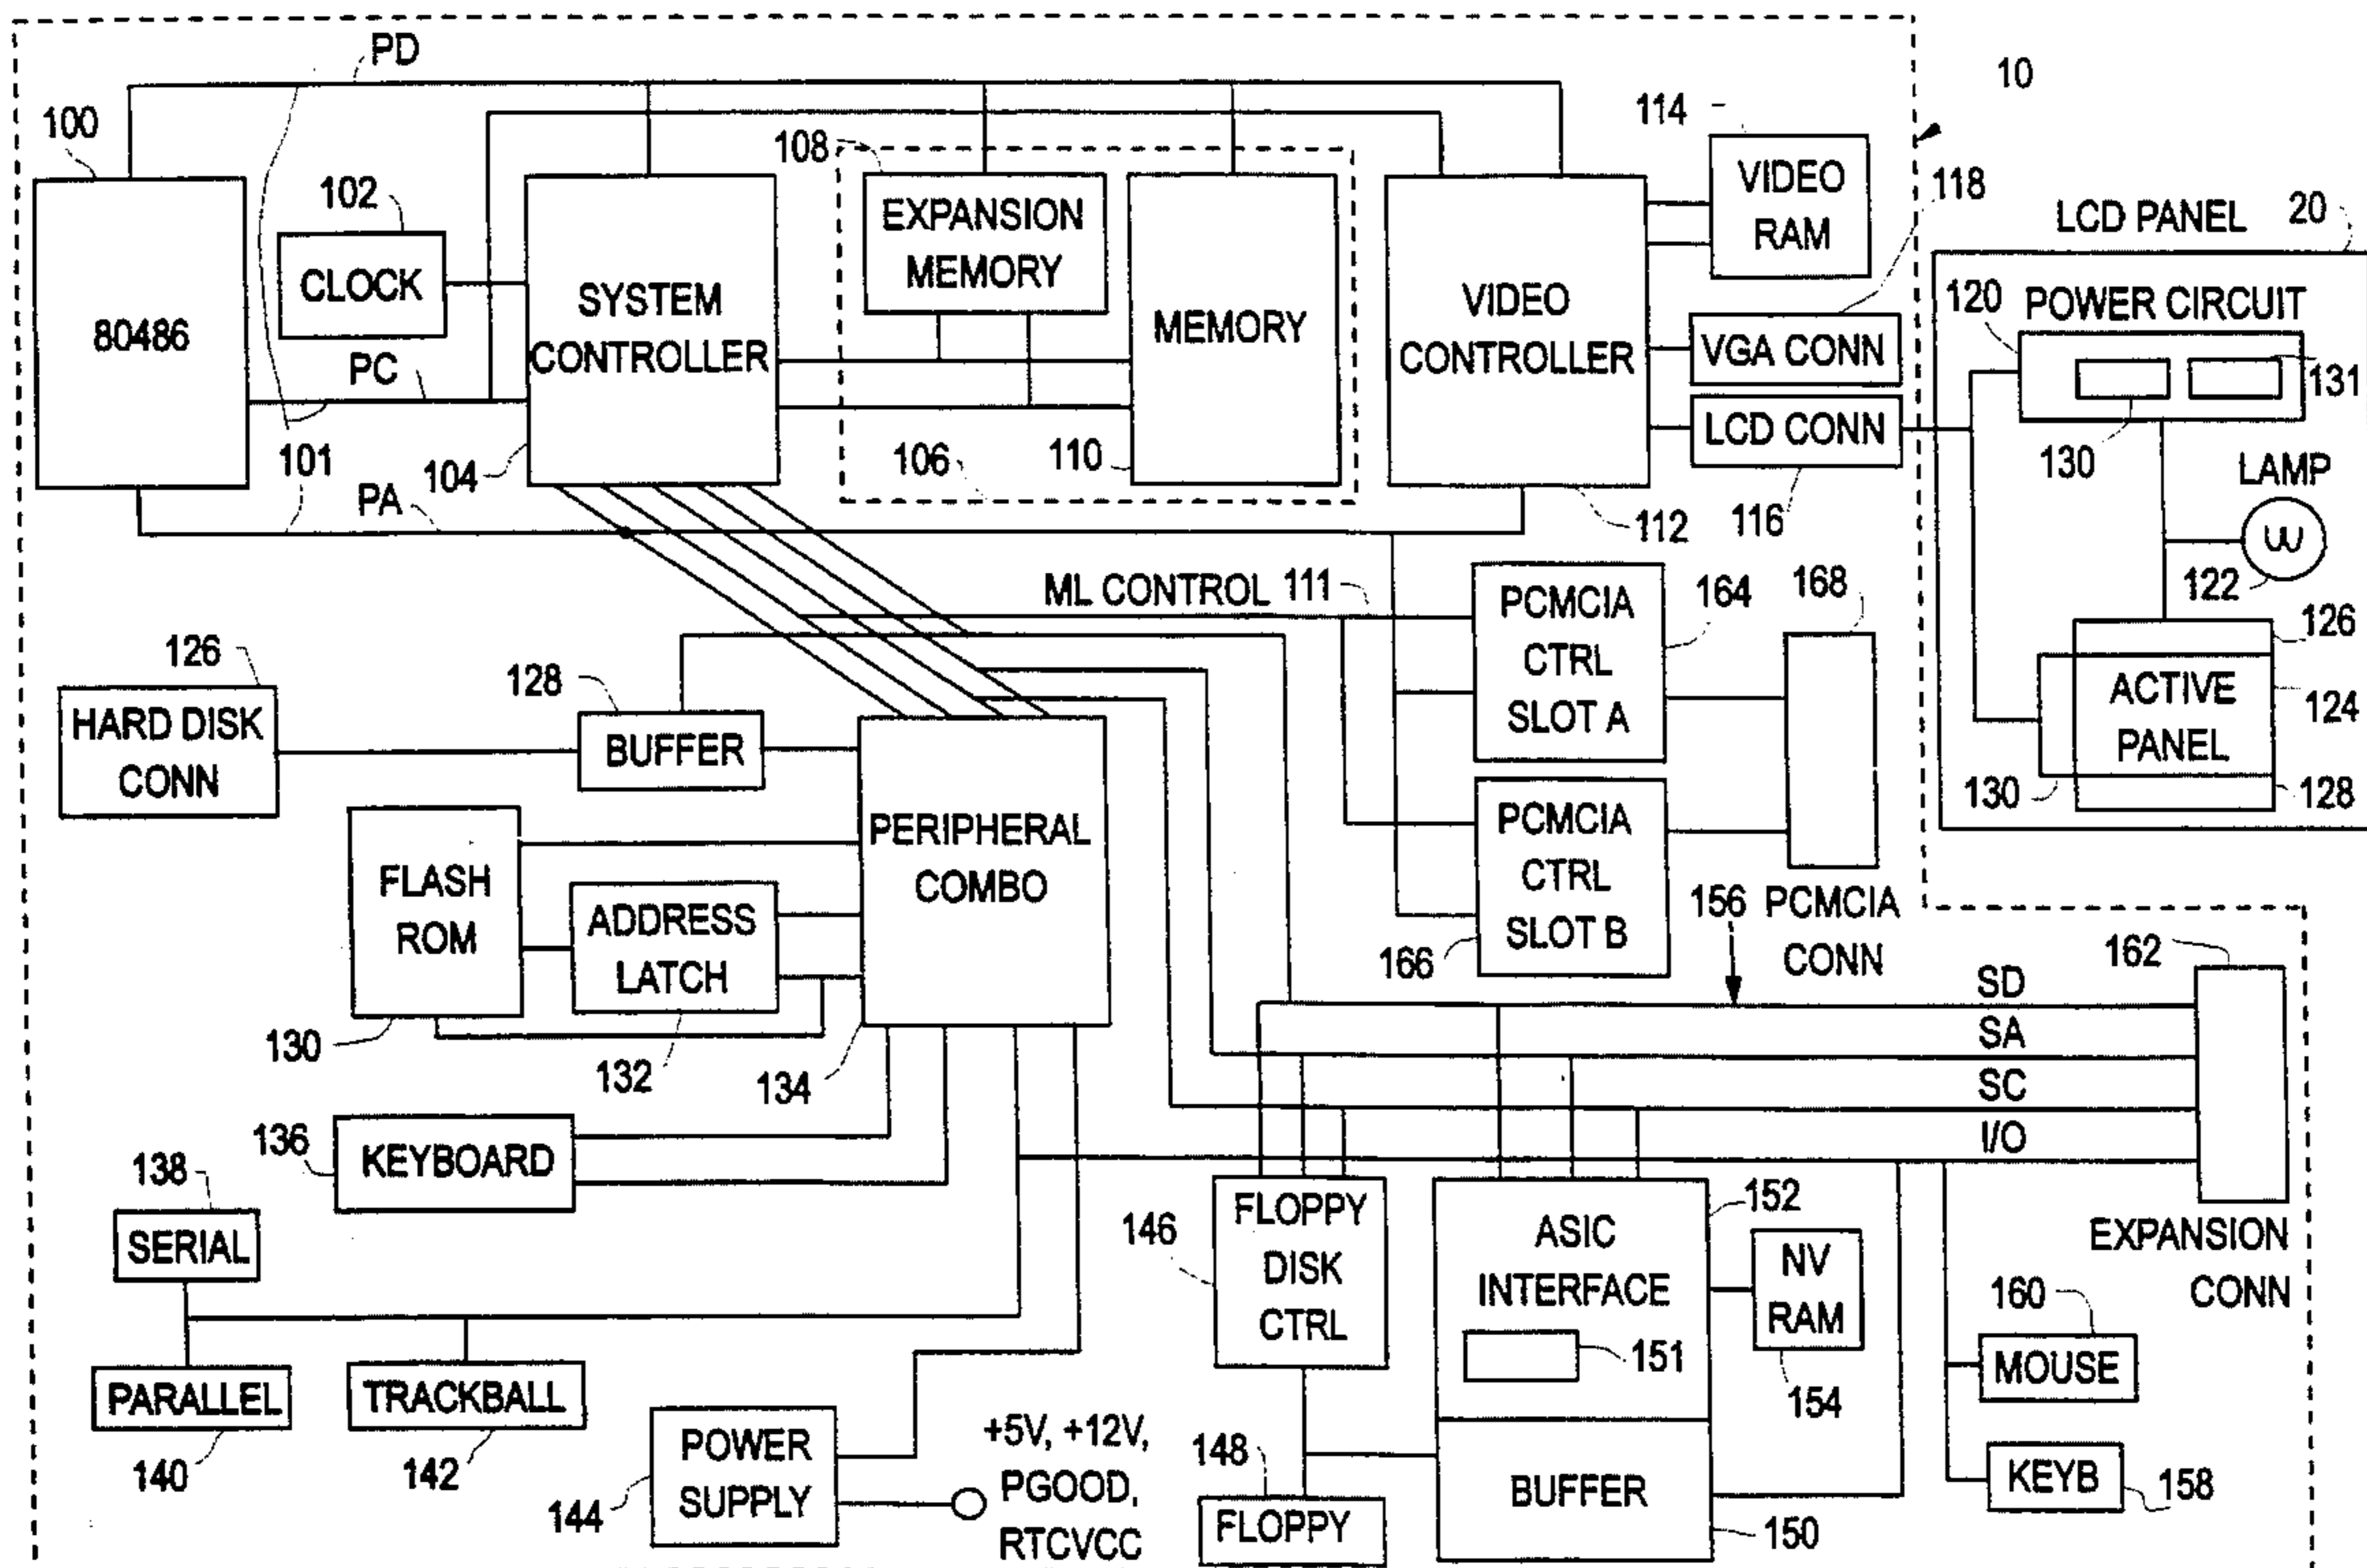 PD
10
100
108
114
102
118
VIDEO
RAM
LCD PANEL
20
EXPANSION
MEMORY
CLOCK
SYSTEM
CONTROLLER
80486
MEMORY
VIDEO
CONTROLLER
120
POWER CIRCUIT
VGA CONN
131
PC
LCD CONN
130
101
104
106
110
PA
112
116
LAMP
122
ML CONTROL 111
PCMCIA
CTRL
SLOT A
164
168
126
126
128
HARD DISK
CONN
BUFFER
ACTIVE
PANEL
124
130
128
PERIPHERAL
COMBO
PCMCIA
CTRL
SLOT B
166
FLASH
ROM
ADDRESS
LATCH
156
PCMCIA
CONN
162
SD
SA
SC
I/O
130
132
134
136
KEYBOARD
138
SERIAL
146
FLOPPY
DISK
CTRL
ASIC
INTERFACE
152
151
NV
RAM
154
EXPANSION
CONN
160
MOUSE
PARALLEL
140
TRACKBALL
142
POWER
SUPPLY
144
+5V, +12V,
PGOOD,
RTCVCC
148
FLOPPY
BUFFER
150
KEYB
158